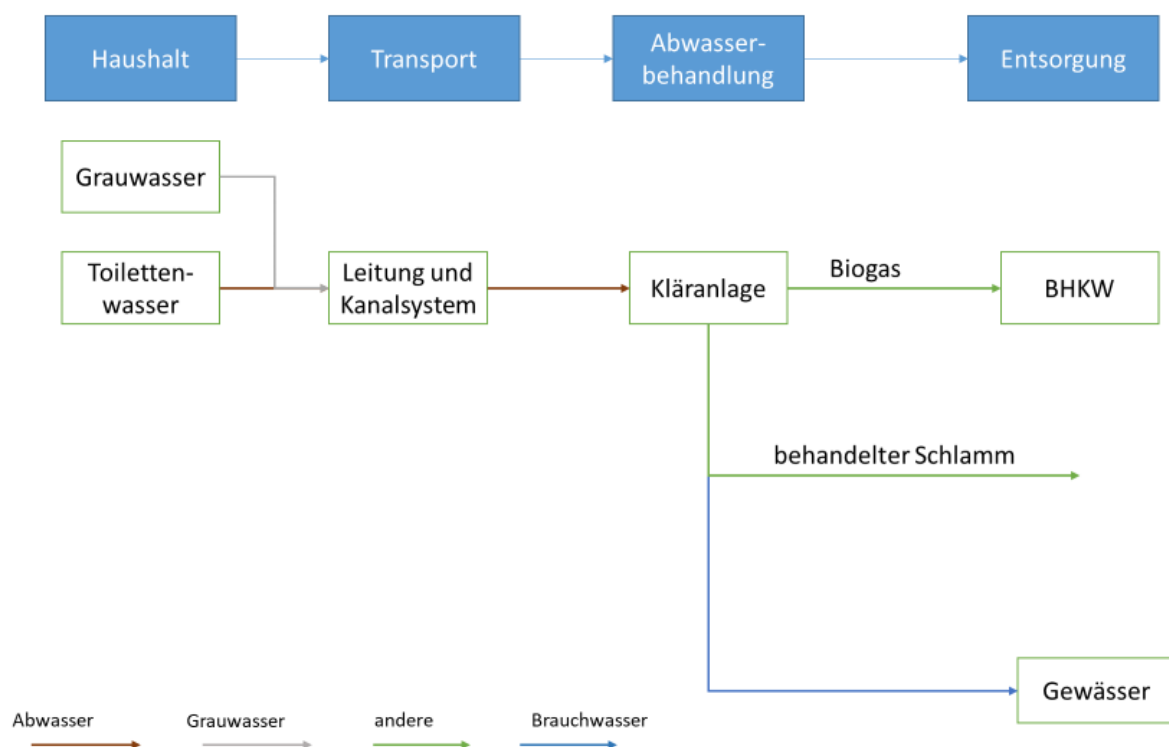 Haushalt
Transport
Abwasser-
behandlung
Entsorgung
Grauwasser
Toiletten-
wasser
Leitung und
Kanalsystem
Kläranlage
Biogas
BHKW
behandelter Schlamm
Gewässer
Abwasser
Grauwasser
andere
Brauchwasser